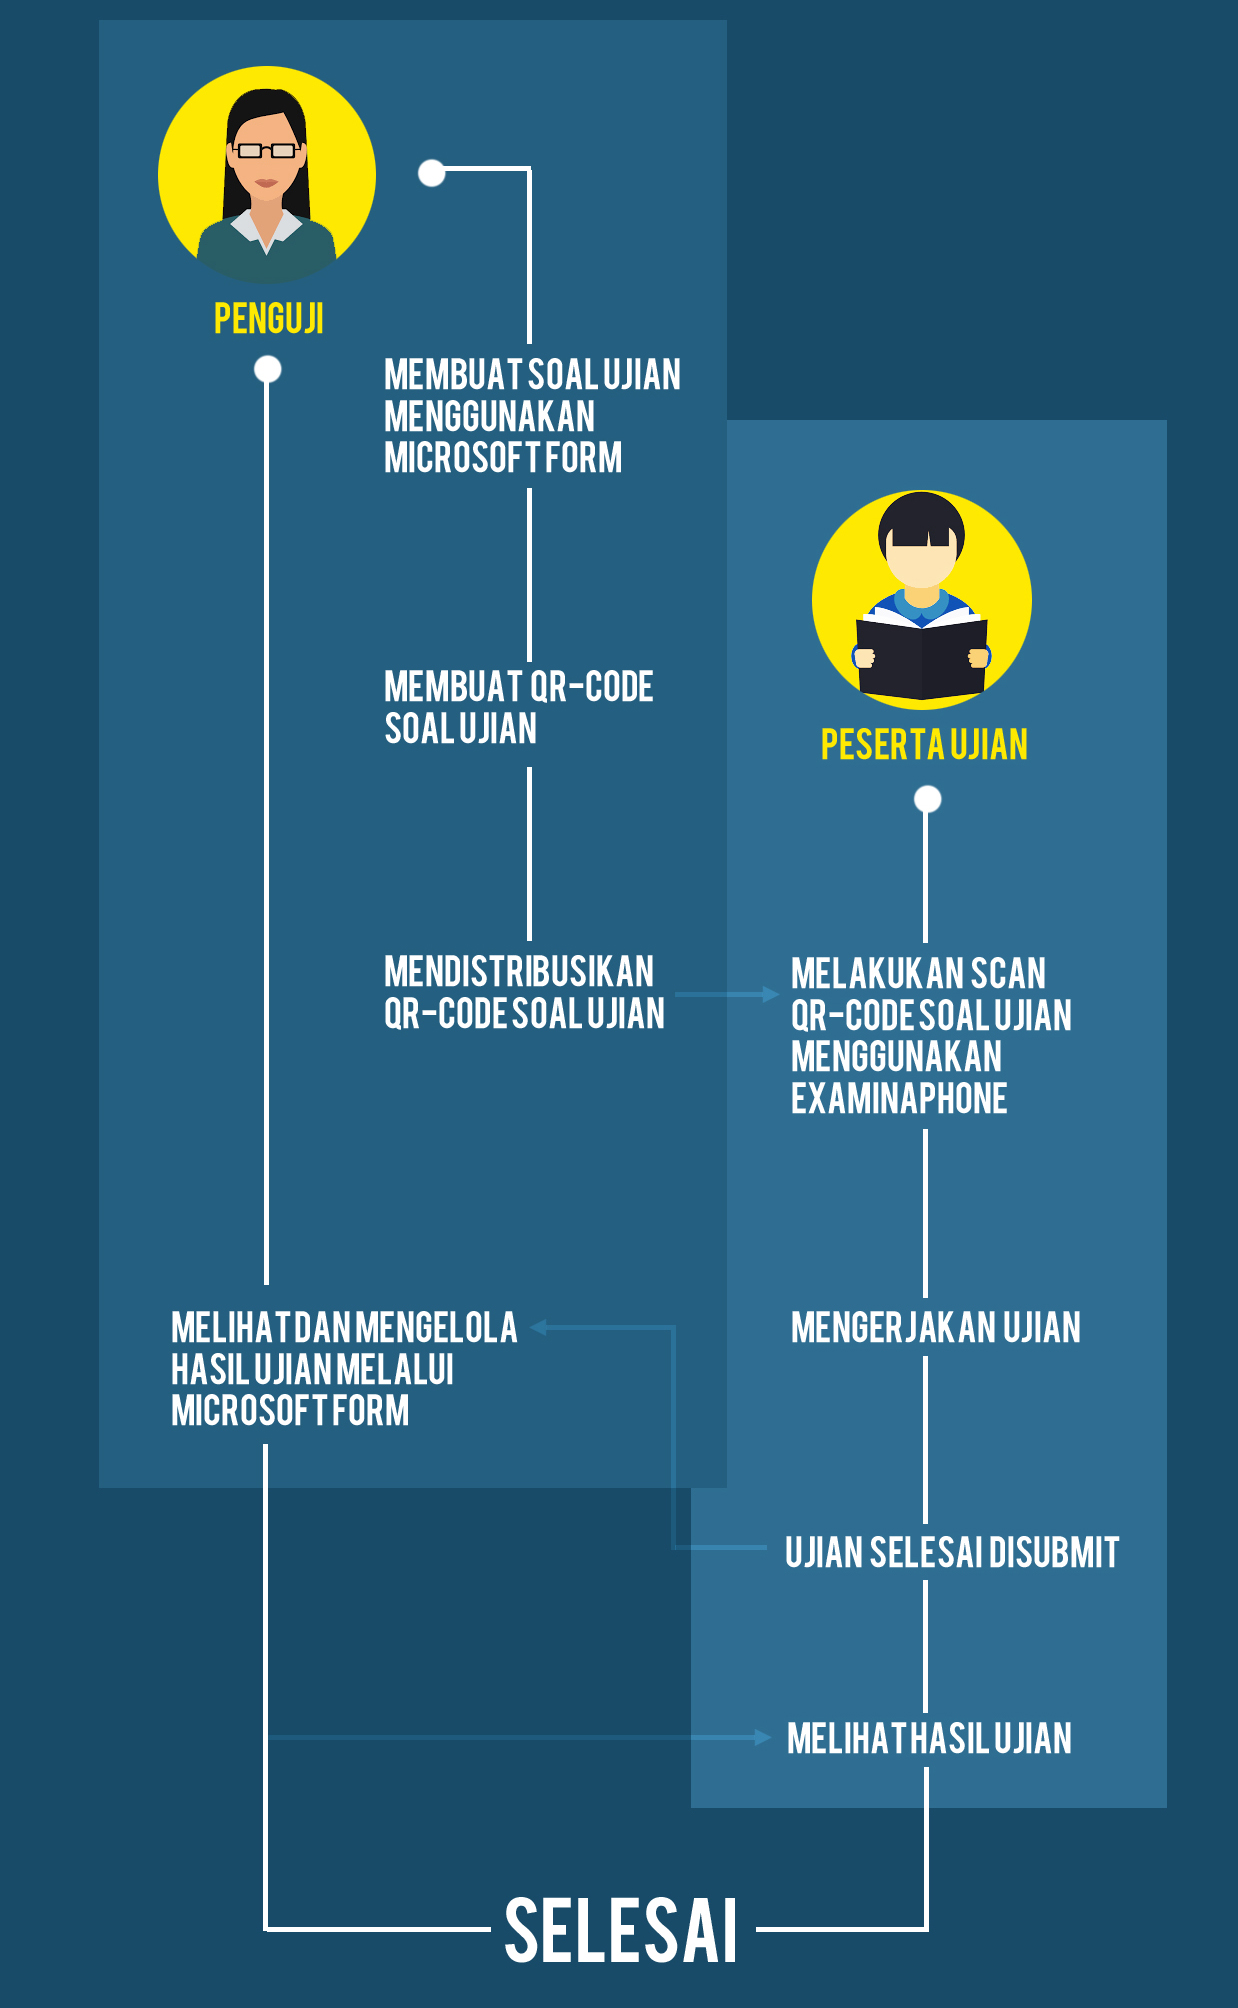 PENGUJI
MEMBUAT SOAL UJIAN
MENGGUNAKAN
MICROSOFT FORM
MEMBUAT QR-CODE
SOAL UJIAN
MENDISTRIBUSIKAN
QR-CODE SOAL UJIAN
PESERTA UJIAN
MELAKUKAN SCAN
QR-CODE SOAL UJIAN
MENGGUNAKAN
EXAMINAPHONE
MENGERJAKAN UJIAN
UJIAN SELESAI DISUBMIT
MELIHAT DAN MENGELOLA
HASIL UJIAN MELALUI
MICROSOFT FORM
MELIHAT HASIL UJIAN
SELESAI